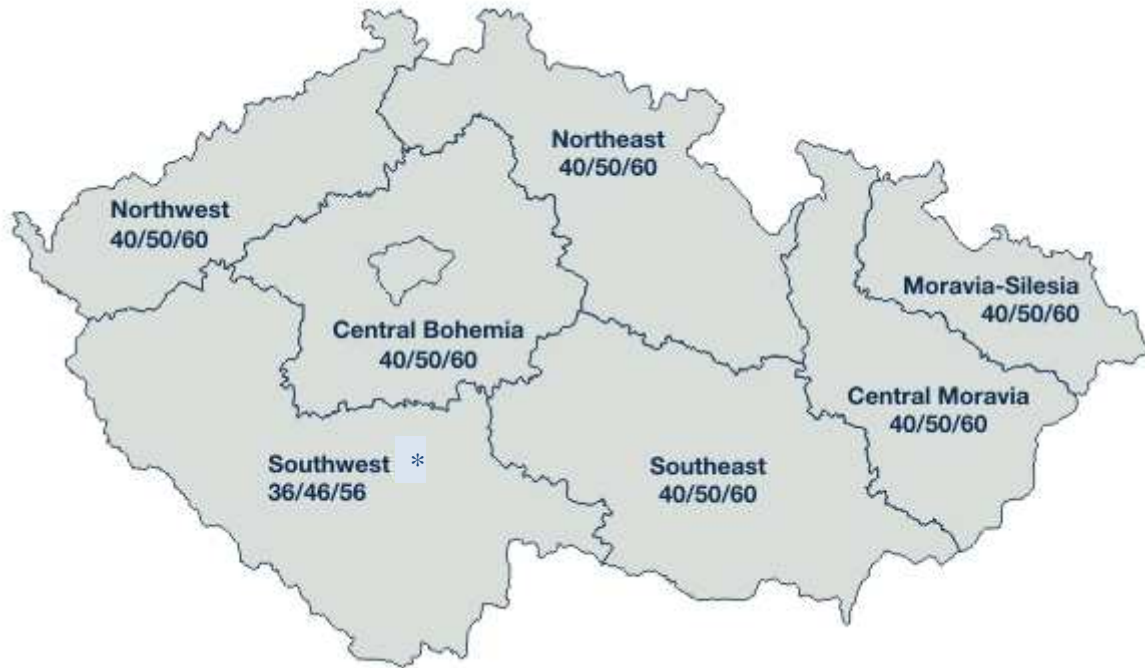 Northeast
40/50/60
Northwest
40/50/60
Moravia-Silesia
40/50/60
Central Bohemia
40/50/60
Central Moravia
40/50/60
Southwest *
36/46/56
Southeast
40/50/60